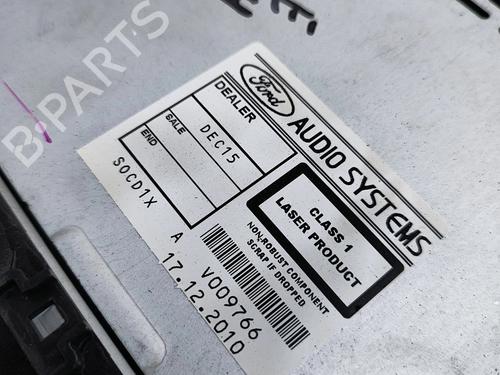 B-PARTS
Ford
AUDIO SYSTEMS
DEALER
SALE
DEC15
END
SOCD1X
A
CLASS 1
LASER PRODUCT
NON.ROBUST COMPONENT
SCRAP IF DROPPED
V009766
17.12.2010